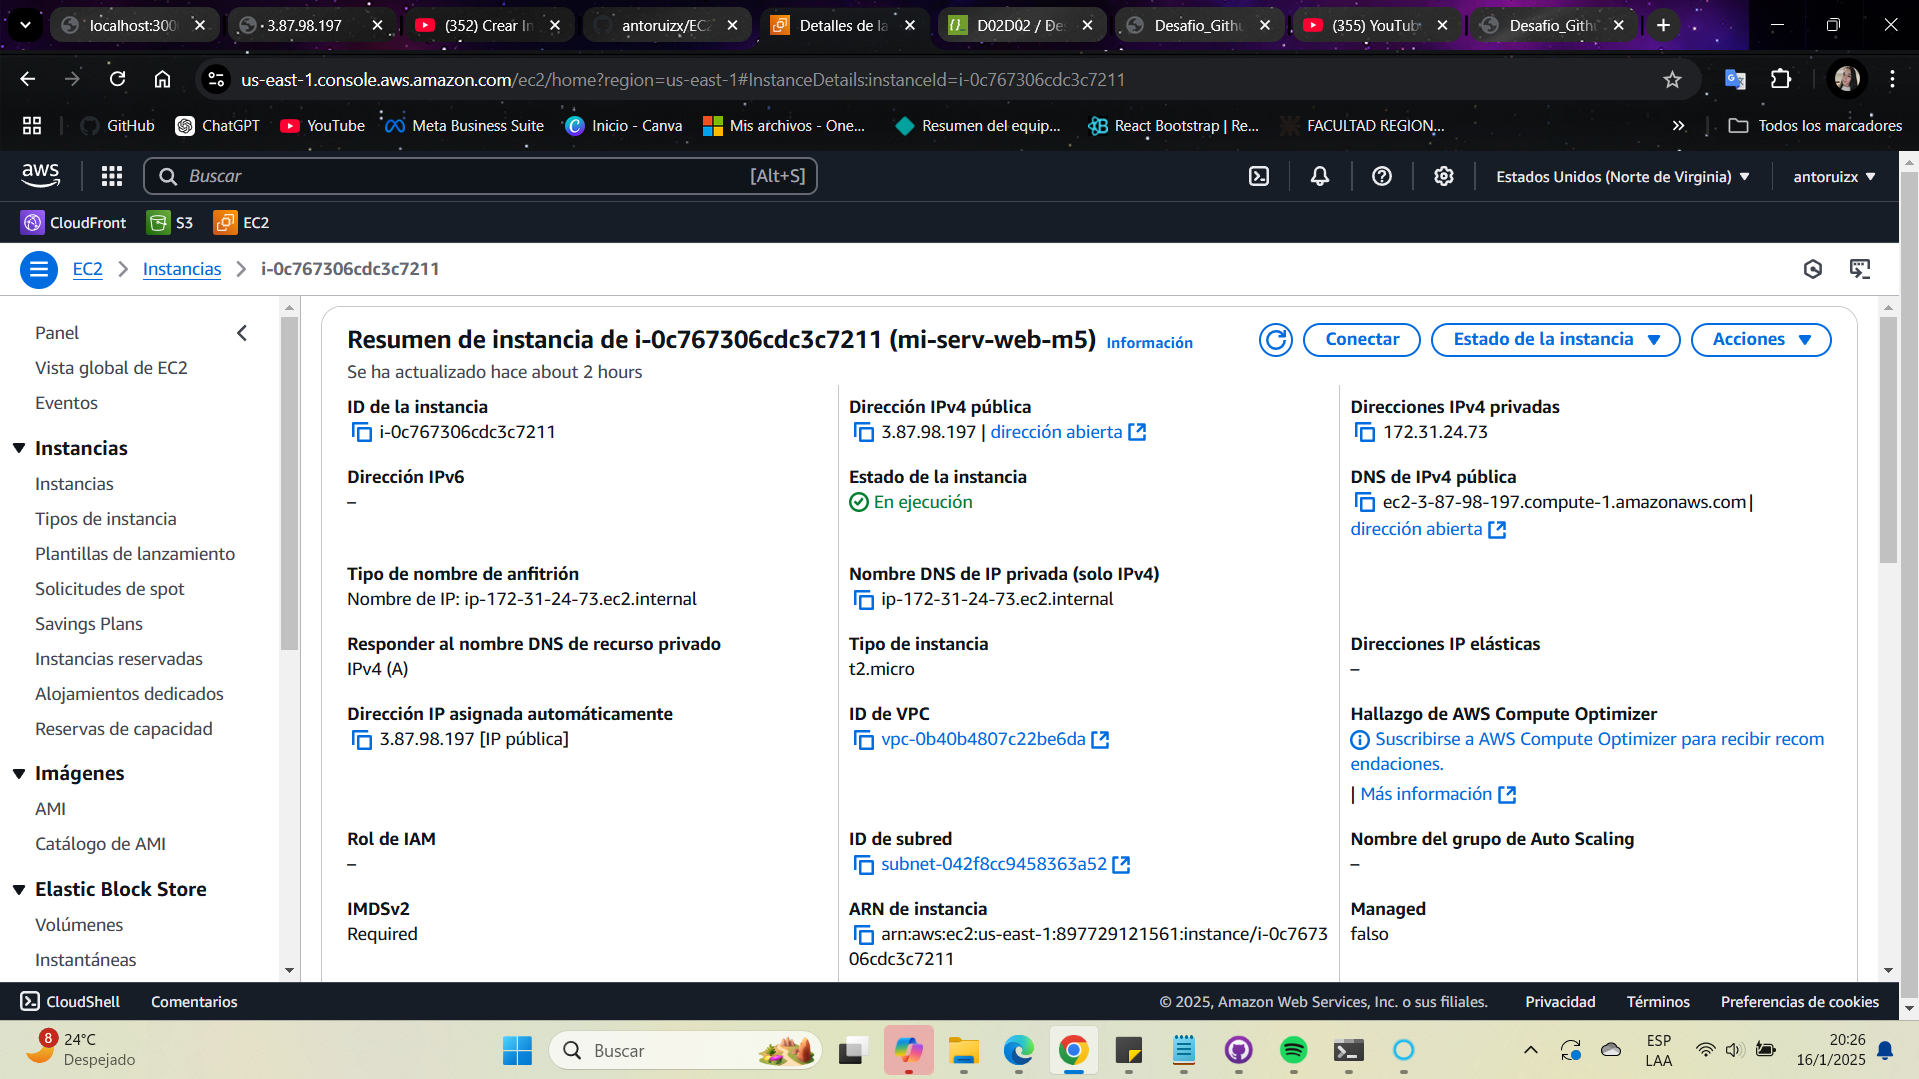 localhost:300
3.87.98.197
(352) Crear In
antoruizx/EC2
Detalles de la
D02D02 / De
Desafio_Githu
(355) YouTub
Desafio_Githu
us-east-1.console.aws.amazon.com/ec2/home?region=us-east-1#InstanceDetails:instanceId=i-0c767306cdc3c7211
GitHub
ChatGPT
YouTube
Meta Business Suite
Inicio - Canva
Mis archivos - One...
Resumen del equip...
React Bootstrap | Re...
FACULTAD REGION...
Todos los marcadores
aws
Buscar
[Alt+S]
Estados Unidos (Norte de Virginia)
antoruizx
CloudFront
S3
EC2
EC2
Instancias
i-0c767306cdc3c7211
Panel
Vista global de EC2
Eventos
Instancias
Instancias
Tipos de instancia
Plantillas de lanzamiento
Solicitudes de spot
Savings Plans
Instancias reservadas
Alojamientos dedicados
Reservas de capacidad
Imágenes
AMI
Catálogo de AMI
Elastic Block Store
Volúmenes
Instantáneas
Resumen de instancia de i-0c767306cdc3c7211 (mi-serv-web-m5) Información
Conectar
Estado de la instancia
Acciones
Se ha actualizado hace about 2 hours
ID de la instancia
i-0c767306cdc3c7211
Dirección IPv4 pública
3.87.98.197 | dirección abierta
Direcciones IPv4 privadas
172.31.24.73
Dirección IPv6
–
Estado de la instancia
En ejecución
DNS de IPv4 pública
ec2-3-87-98-197.compute-1.amazonaws.com |
dirección abierta
Tipo de nombre de anfitrión
Nombre de IP: ip-172-31-24-73.ec2.internal
Nombre DNS de IP privada (solo IPv4)
ip-172-31-24-73.ec2.internal
Responder al nombre DNS de recurso privado
IPv4 (A)
Tipo de instancia
t2.micro
Direcciones IP elásticas
–
Dirección IP asignada automáticamente
3.87.98.197 [IP pública]
ID de VPC
vpc-0b40b4807c22be6da
Hallazgo de AWS Compute Optimizer
Suscribirse a AWS Compute Optimizer para recibir recom
endaciones.
| Más información
Rol de IAM
–
ID de subred
subnet-042f8cc9458363a52
Nombre del grupo de Auto Scaling
–
IMDSv2
Required
ARN de instancia
arn:aws:ec2:us-east-1:897729121561:instance/i-0c7673
06cdc3c7211
Managed
falso
CloudShell
Comentarios
© 2025, Amazon Web Services, Inc. o sus filiales.
Privacidad
Términos
Preferencias de cookies
8
24°C
Despejado
Buscar
ESP
LAA
20:26
16/1/2025